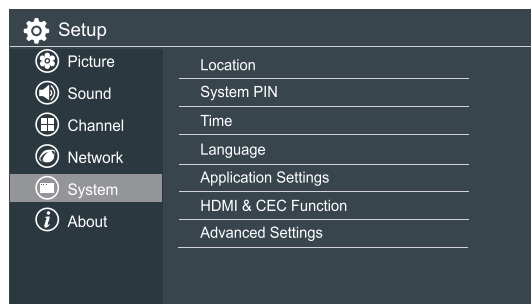 Setup
Picture
Sound
Channel
Network
System
About
Location
System PIN
Time
Language
Application Settings
HDMI & CEC Function
Advanced Settings